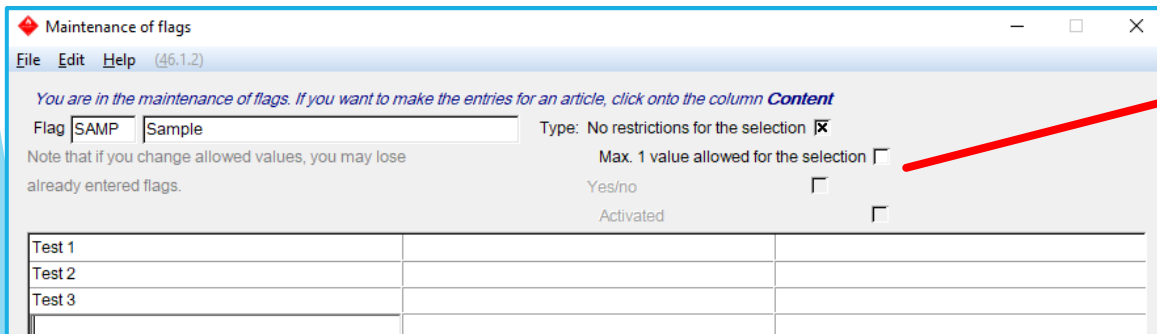 Maintenance of flags
File Edit Help (46.1.2)
You are in the maintenance of flags. If you want to make the entries for an article, click onto the column Content
Flag SAMP Sample Type: No restrictions for the selection
Note that if you change allowed values, you may lose Max. 1 value allowed for the selection
already entered flags. Yes/no
Activated
Test 1
Test 2
Test 3